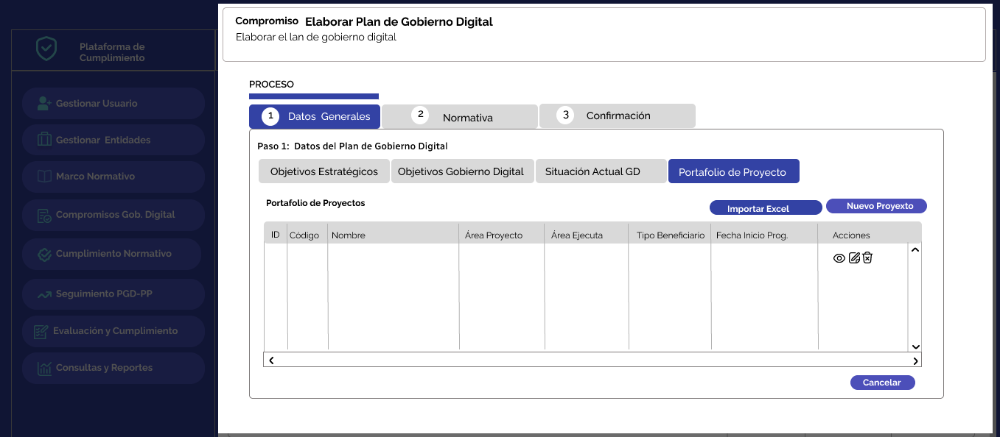 Compromiso Elaborar Plan de Gobierno Digital
Elaborar el lan de gobierno digital
Plataforma de
Cumplimiento
Gestionar Usuario
Gestionar Entidades
Marco Normativo
Compromisos Gob. Digital
Cumplimiento Normativo
Seguimiento PGD-PP
Evaluación y Cumplimiento
Consultas y Reportes
PROCESO
1 Datos Generales 2 Normativa 3 Confirmación
Paso 1: Datos del Plan de Gobierno Digital
Objetivos Estratégicos Objetivos Gobierno Digital Situación Actual GD Portafolio de Proyecto
Portafolio de Proyectos Importar Excel Nuevo Proyexto
ID Código Nombre Área Proyecto Área Ejecuta Tipo Beneficiario Fecha Inicio Prog. Acciones
Cancelar